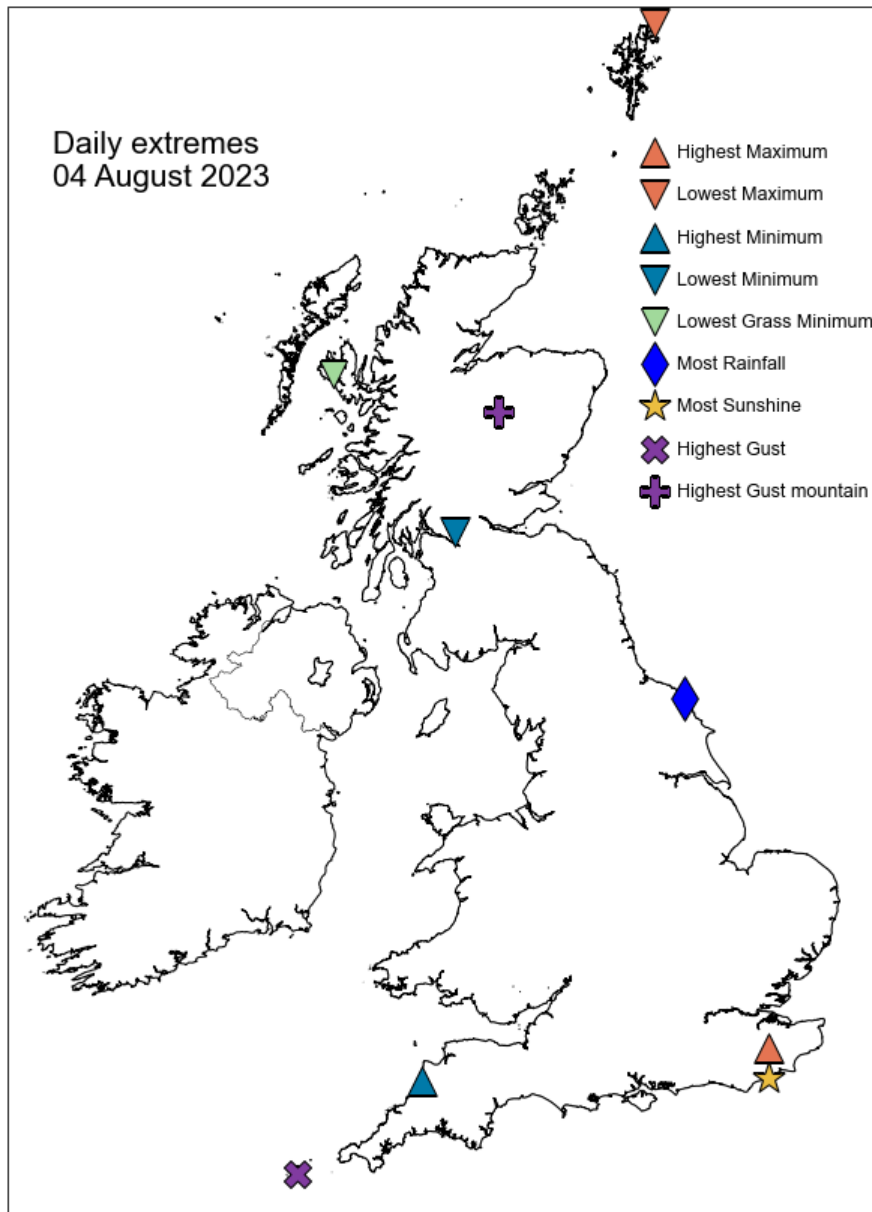 Daily extremes
04 August 2023
Highest Maximum
Lowest Maximum
Highest Minimum
Lowest Minimum
Lowest Grass Minimum
Most Rainfall
Most Sunshine
Highest Gust
Highest Gust mountain